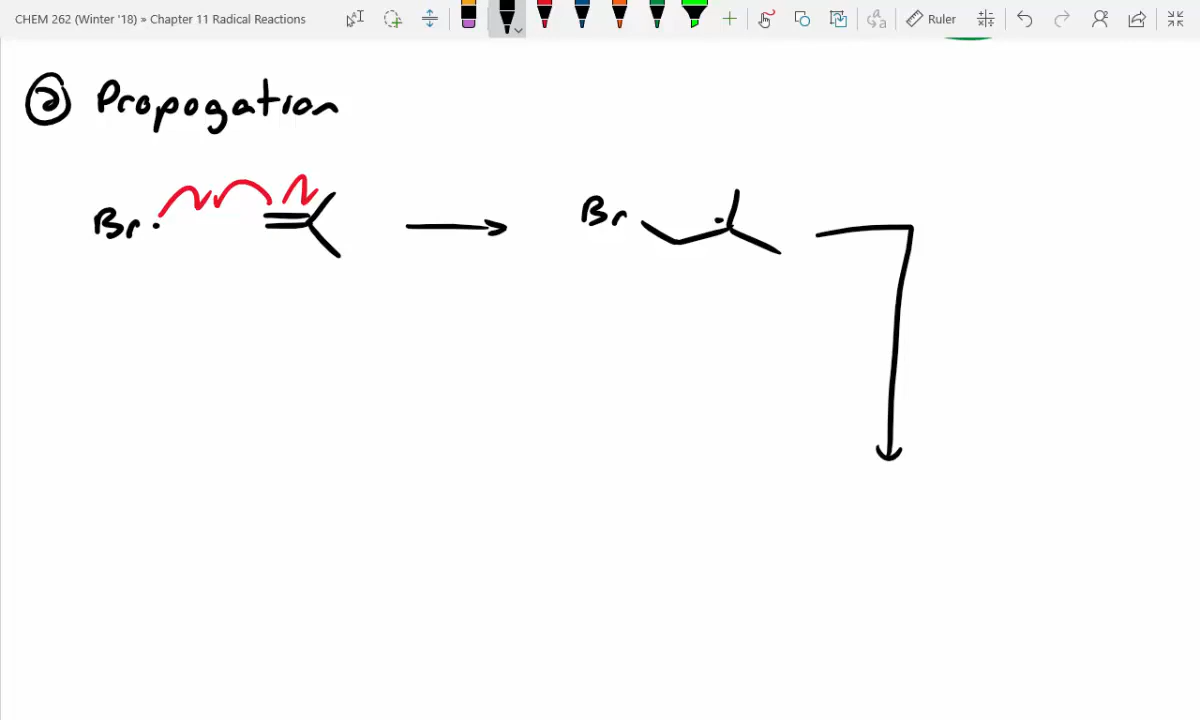 CHEM 262 (Winter '18) » Chapter 11 Radical Reactions
Ruler
② Propogation
Br·
Br